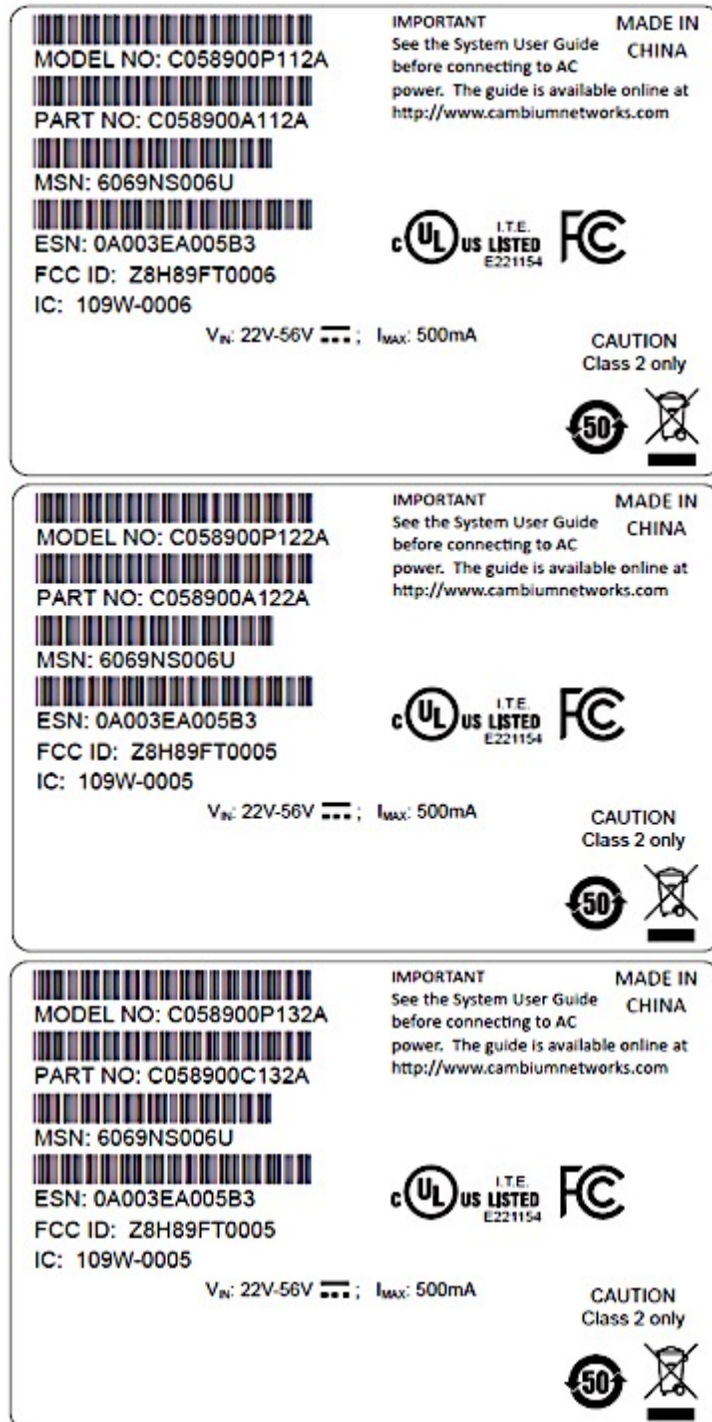 MODEL NO: C058900P112A
PART NO: C058900A112A
MSN: 6069NS006U
ESN: 0A003EA005B3
FCC ID: Z8H89FT0006
IC: 109W-0006
IMPORTANT
See the System User Guide
before connecting to AC
power. The guide is available online at
http://www.cambiumnetworks.com
MADE IN
CHINA
c UL US LISTED
I.T.E.
E221154
FC
VIN: 22V-56V ; IMAX: 500mA
CAUTION
Class 2 only
50
MODEL NO: C058900P122A
PART NO: C058900A122A
MSN: 6069NS006U
ESN: 0A003EA005B3
FCC ID: Z8H89FT0005
IC: 109W-0005
IMPORTANT
See the System User Guide
before connecting to AC
power. The guide is available online at
http://www.cambiumnetworks.com
MADE IN
CHINA
c UL US LISTED
I.T.E.
E221154
FC
VIN: 22V-56V ; IMAX: 500mA
CAUTION
Class 2 only
50
MODEL NO: C058900P132A
PART NO: C058900C132A
MSN: 6069NS006U
ESN: 0A003EA005B3
FCC ID: Z8H89FT0005
IC: 109W-0005
IMPORTANT
See the System User Guide
before connecting to AC
power. The guide is available online at
http://www.cambiumnetworks.com
MADE IN
CHINA
c UL US LISTED
I.T.E.
E221154
FC
VIN: 22V-56V ; IMAX: 500mA
CAUTION
Class 2 only
50